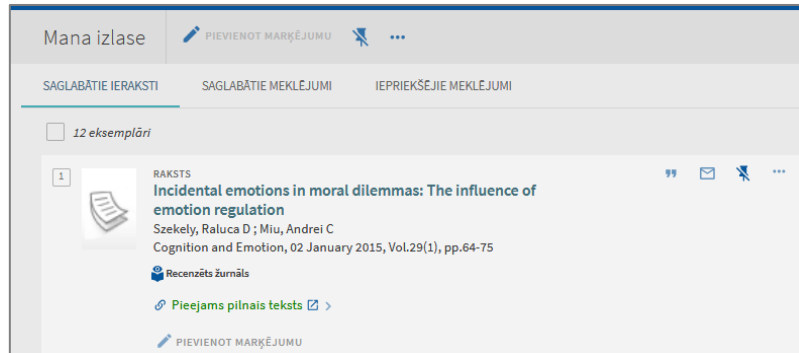 Mana izlase PIEVIENOT MARĶĒJUMU
SAGLABĀTIE IERAKSTI SAGLABĀTIE MEKLĒJUMI IEPRIEKŠĒJIE MEKLĒJUMI
12 eksemplāri
1
RAKSTS
Incidental emotions in moral dilemmas: The influence of
emotion regulation
Szekely, Raluca D ; Miu, Andrei C
Cognition and Emotion, 02 January 2015, Vol.29(1), pp.64-75
Recenzēts žurnāls
Pieejams pilnais teksts
PIEVIENOT MARĶĒJUMU